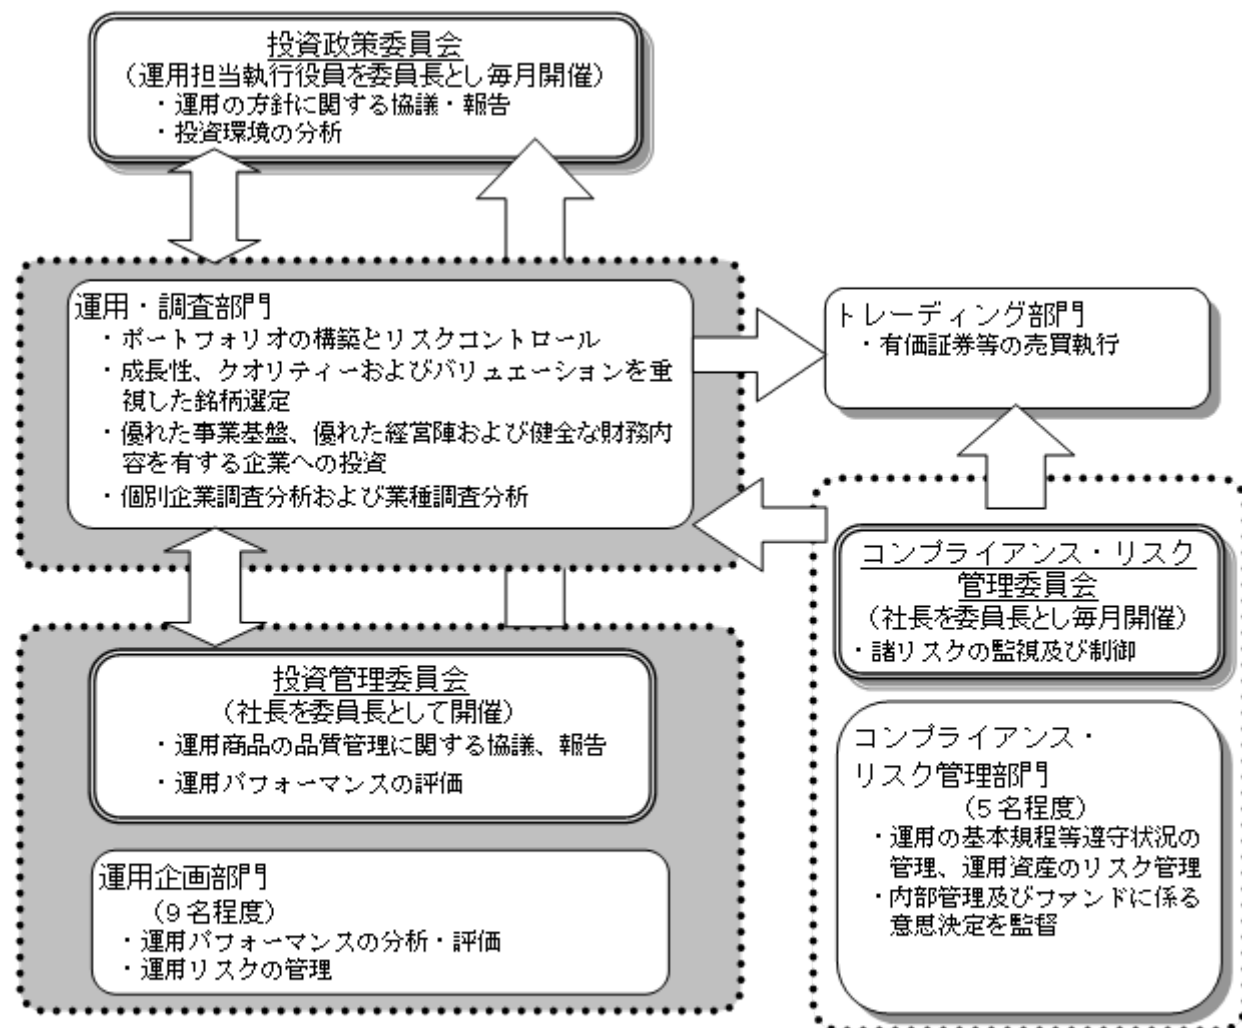 投資政策委員会
（運用担当執行役員を委員長とし毎月開催）
・運用の方針に関する協議・報告
・投資環境の分析
運用・調査部門
・ポートフォリオの構築とリスクコントロール
・成長性、クオリティーおよびバリュエーションを重
視した銘柄選定
・優れた事業基盤、優れた経営陣および健全な財務内
容を有する企業への投資
・個別企業調査分析および業種調査分析
トレーディング部門
・有価証券等の売買執行
投資管理委員会
（社長を委員長として開催）
・運用商品の品質管理に関する協議、報告
・運用パフォーマンスの評価
運用企画部門
（9名程度）
・運用パフォーマンスの分析・評価
・運用リスクの管理
コンプライアンス・リスク
管理委員会
（社長を委員長とし毎月開催）
・諸リスクの監視及び制御
コンプライアンス・
リスク管理部門
（5名程度）
・運用の基本規程等遵守状況の
管理、運用資産のリスク管理
・内部管理及びファンドに係る
意思決定を監督